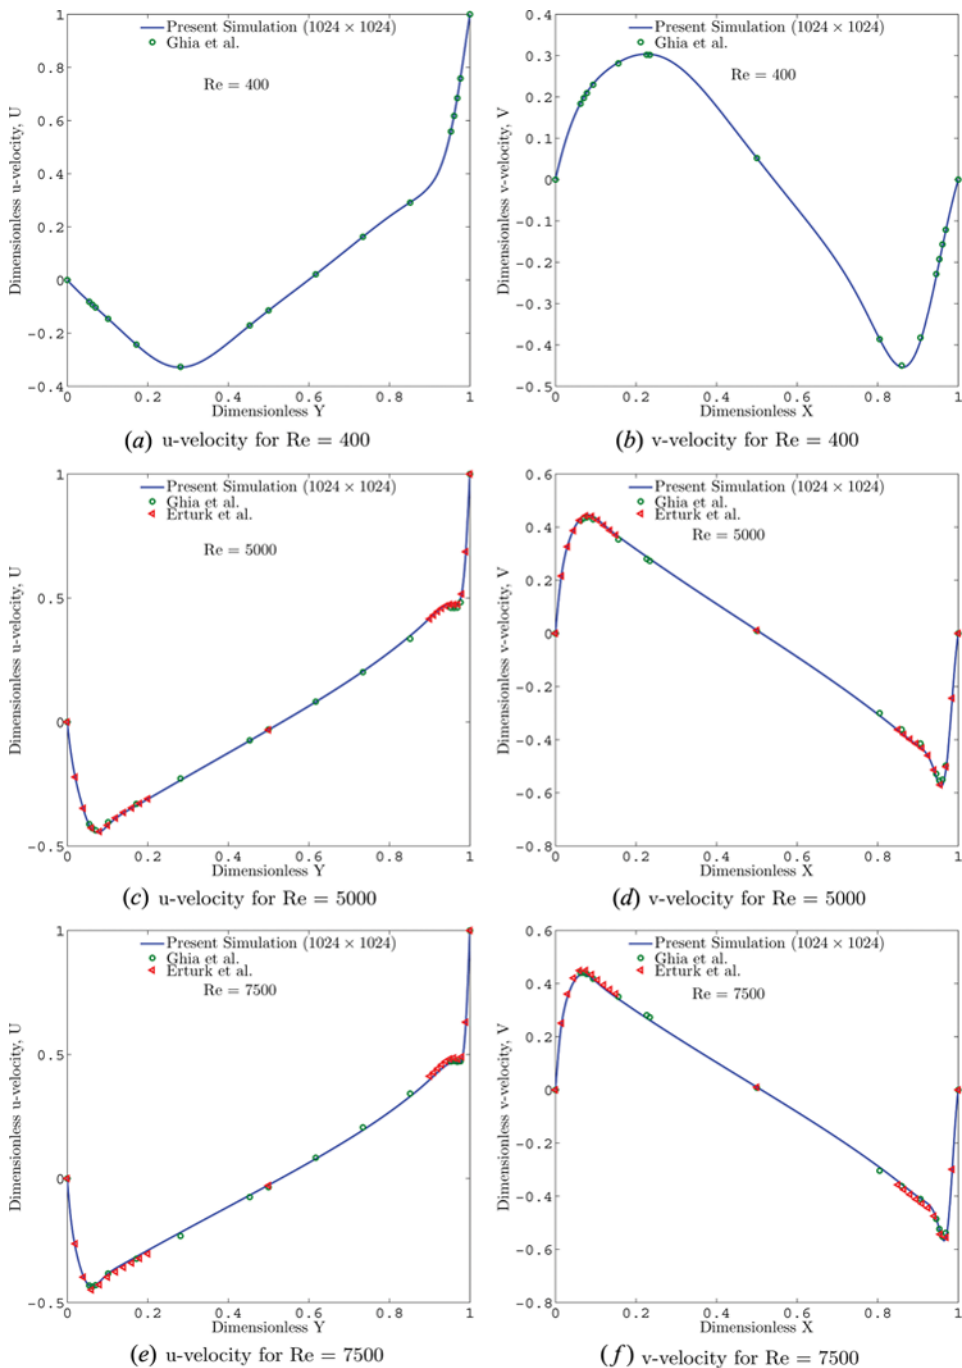 Present Simulation (1024 × 1024)
Ghia et al.
Re = 400
Dimensionless u-velocity, U
1
0.8
0.6
0.4
0.2
0
-0.2
-0.4
0 0.2 0.4 0.6 0.8 1
Dimensionless Y
(a) u-velocity for Re = 400
Present Simulation (1024 × 1024)
Ghia et al.
Re = 400
Dimensionless v-velocity, V
0.4
0.3
0.2
0.1
0
-0.1
-0.2
-0.3
-0.4
-0.5
0 0.2 0.4 0.6 0.8 1
Dimensionless X
(b) v-velocity for Re = 400
Present Simulation (1024 × 1024)
Ghia et al.
Erturk et al.
Re = 5000
Dimensionless u-velocity, U
1
0.5
0
-0.5
0 0.2 0.4 0.6 0.8 1
Dimensionless Y
(c) u-velocity for Re = 5000
Present Simulation (1024 × 1024)
Ghia et al.
Erturk et al.
Re = 5000
Dimensionless v-velocity, V
0.6
0.4
0.2
0
-0.2
-0.4
-0.6
-0.8
0 0.2 0.4 0.6 0.8 1
Dimensionless X
(d) v-velocity for Re = 5000
Present Simulation (1024 × 1024)
Ghia et al.
Erturk et al.
Re = 7500
Dimensionless u-velocity, U
1
0.5
0
-0.5
0 0.2 0.4 0.6 0.8 1
Dimensionless Y
(e) u-velocity for Re = 7500
Present Simulation (1024 × 1024)
Ghia et al.
Erturk et al.
Re = 7500
Dimensionless v-velocity, V
0.6
0.4
0.2
0
-0.2
-0.4
-0.6
-0.8
0 0.2 0.4 0.6 0.8 1
Dimensionless X
(f) v-velocity for Re = 7500